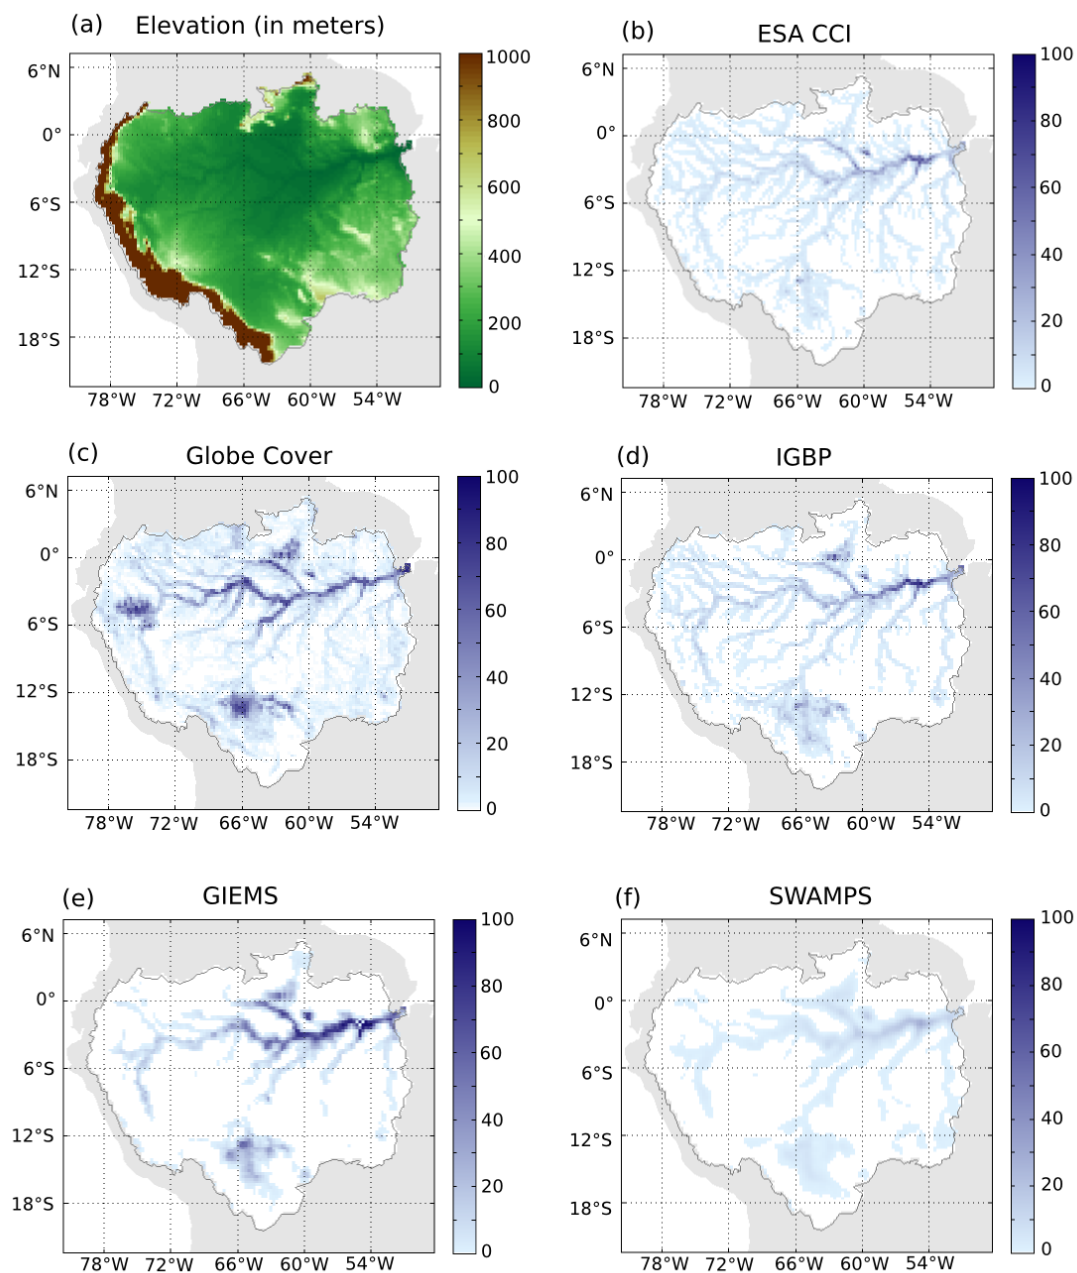 (a) Elevation (in meters)
6°N
0°
6°S
12°S
18°S
78°W 72°W 66°W 60°W 54°W
1000
800
600
400
200
0
(b) ESA CCI
6°N
0°
6°S
12°S
18°S
78°W 72°W 66°W 60°W 54°W
100
80
60
40
20
0
(c) Globe Cover
6°N
0°
6°S
12°S
18°S
78°W 72°W 66°W 60°W 54°W
100
80
60
40
20
0
(d) IGBP
6°N
0°
6°S
12°S
18°S
78°W 72°W 66°W 60°W 54°W
100
80
60
40
20
0
(e) GIEMS
6°N
0°
6°S
12°S
18°S
78°W 72°W 66°W 60°W 54°W
100
80
60
40
20
0
(f) SWAMPS
6°N
0°
6°S
12°S
18°S
78°W 72°W 66°W 60°W 54°W
100
80
60
40
20
0